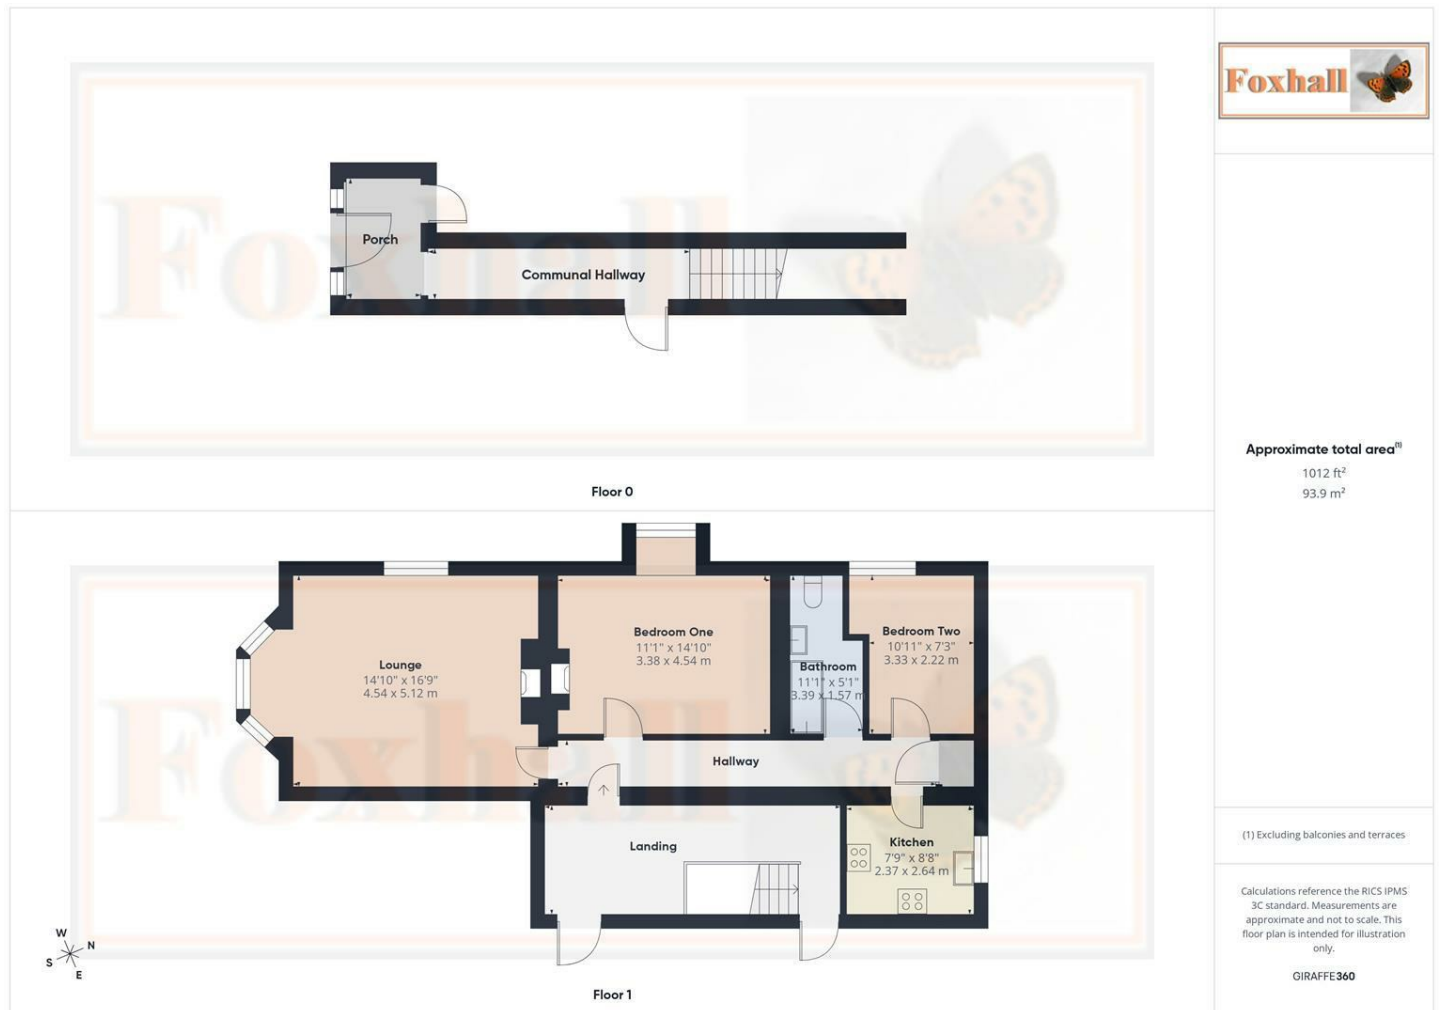 Foxhall
Porch
Communal Hallway
Floor 0
Approximate total area(1)
1012 ft²
93.9 m²
Lounge
14'10" x 16'9"
4.54 x 5.12 m
Bedroom One
11'1" x 14'10"
3.38 x 4.54 m
Bathroom
11'1" x 5'1"
3.39 x 1.57 m
Bedroom Two
10'11" x 7'3"
3.33 x 2.22 m
Hallway
Landing
Kitchen
7'9" x 8'8"
2.37 x 2.64 m
W
N
S
E
Floor 1
Foxhall
Foxhall
(1) Excluding balconies and terraces
Calculations reference the RICS IPMS
3C standard. Measurements are
approximate and not to scale. This
floor plan is intended for illustration
only.
GIRAFFE360